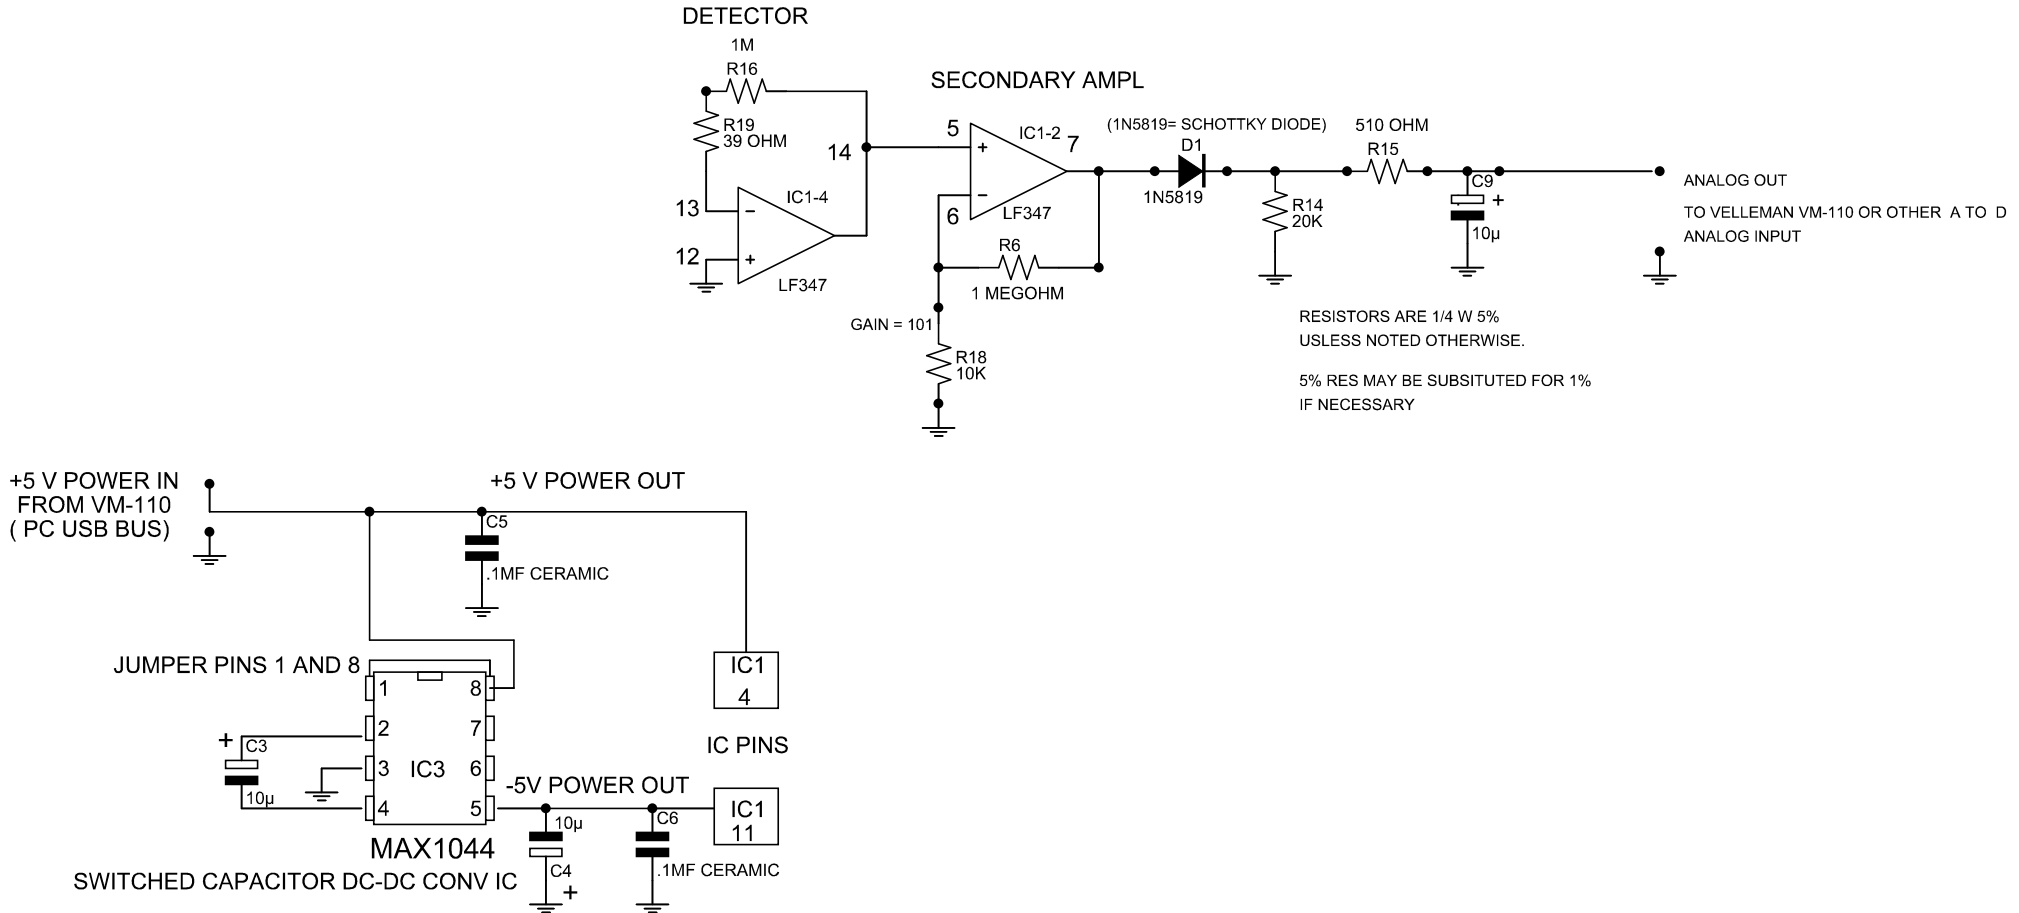 DETECTOR
1M
R16
R19
39 OHM
14
13
12
IC1-4
LF347
SECONDARY AMPL
5
6
IC1-2
7
LF347
R6
1 MEGOHM
GAIN = 101
R18
10K
(1N5819= SCHOTTKY DIODE)
D1
1N5819
510 OHM
R15
R14
20K
C9
+
10µ
ANALOG OUT
TO VELLEMAN VM-110 OR OTHER A TO D
ANALOG INPUT
RESISTORS ARE 1/4 W 5%
USLESS NOTED OTHERWISE.
5% RES MAY BE SUBSITUTED FOR 1%
IF NECESSARY
+5 V POWER IN
FROM VM-110
( PC USB BUS)
+5 V POWER OUT
C5
.1MF CERAMIC
JUMPER PINS 1 AND 8
1
8
2
7
3
IC3
6
4
5
+
C3
10µ
MAX1044
SWITCHED CAPACITOR DC-DC CONV IC
IC1
4
IC PINS
-5V POWER OUT
10µ
C4
+
C6
.1MF CERAMIC
IC1
11